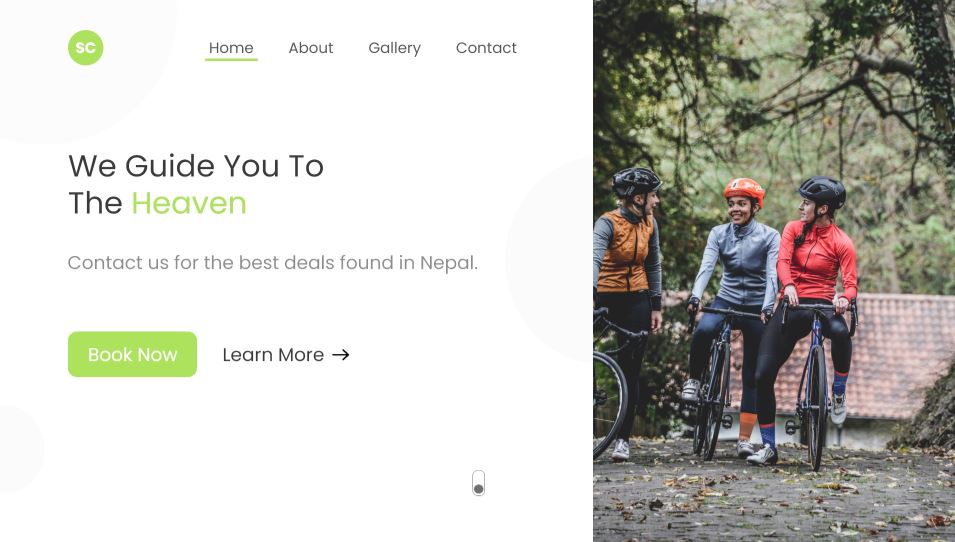 SC
Home About Gallery Contact
We Guide You To
The Heaven
Contact us for the best deals found in Nepal.
Book Now Learn More →